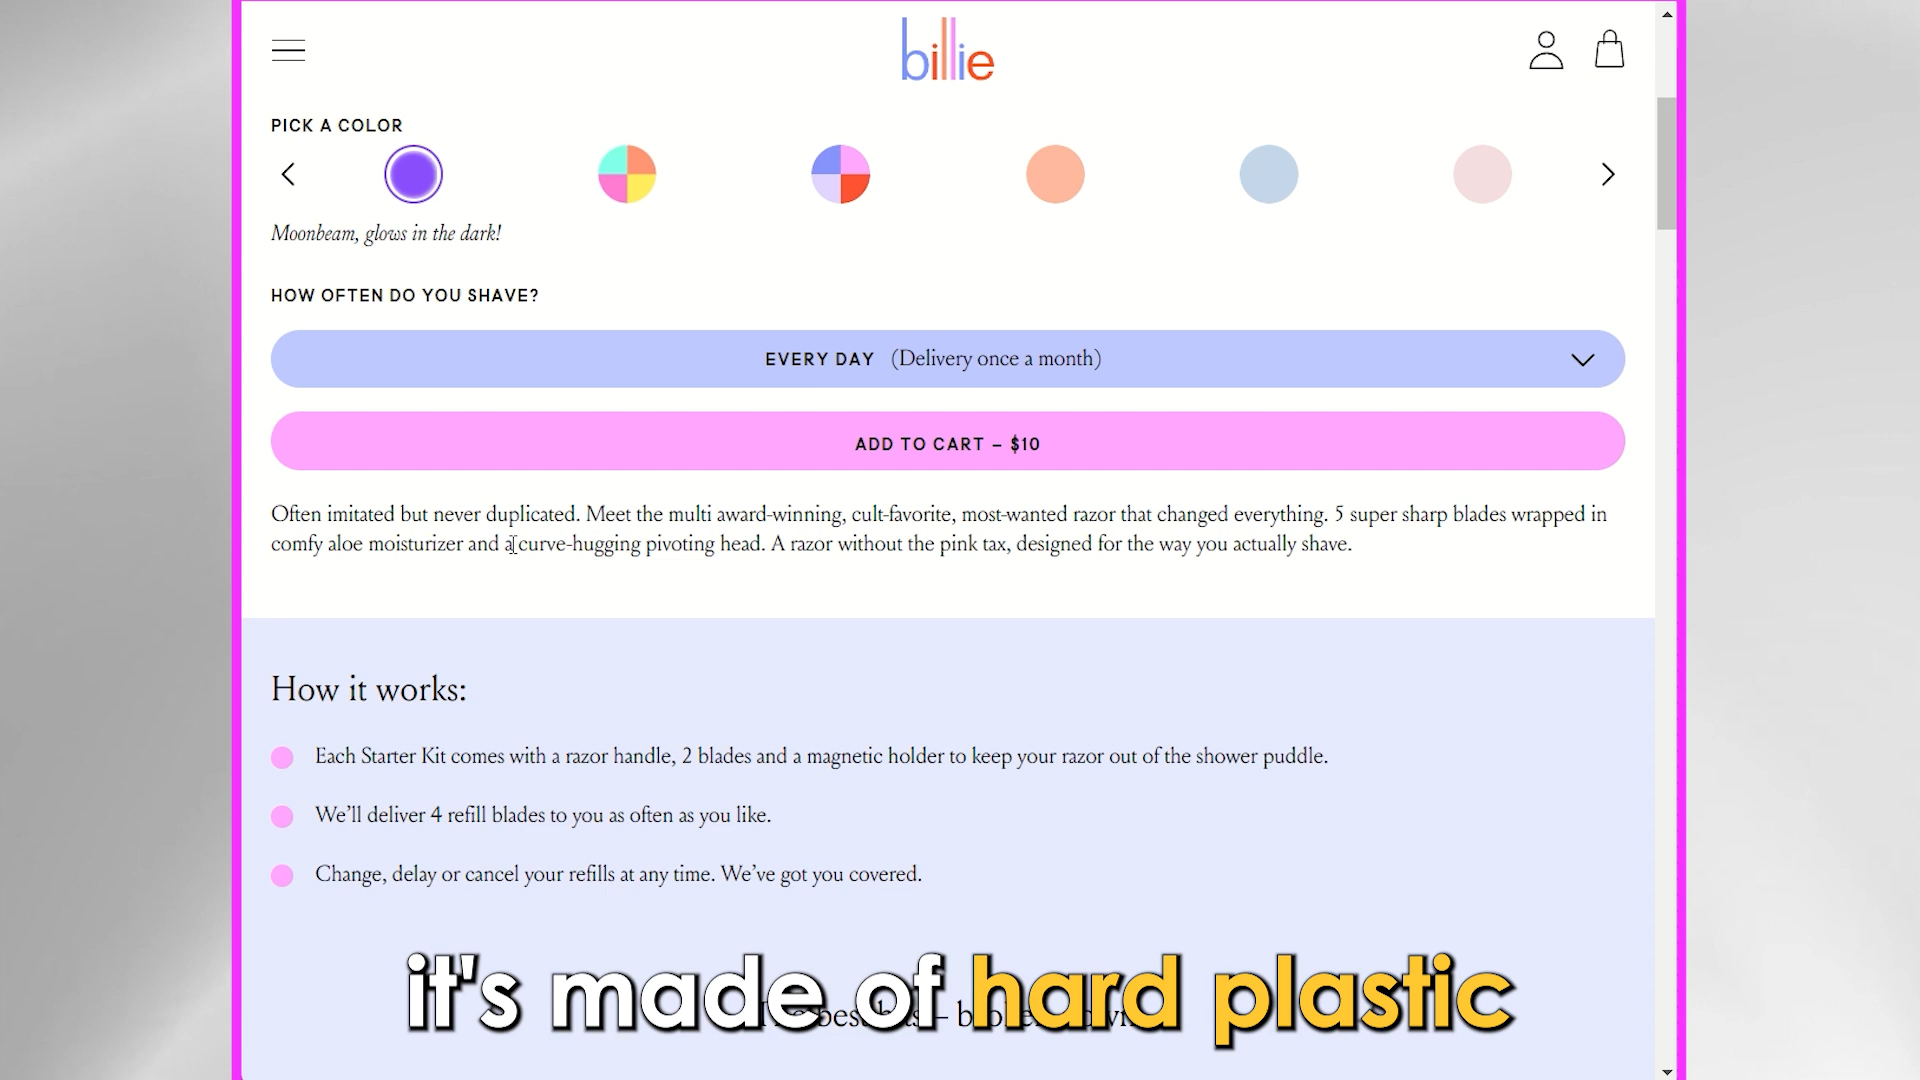 billie
PICK A COLOR
Moonbeam, glows in the dark!
HOW OFTEN DO YOU SHAVE?
EVERY DAY (Delivery once a month)
ADD TO CART – $10
Often imitated but never duplicated. Meet the multi award-winning, cult-favorite, most-wanted razor that changed everything. 5 super sharp blades wrapped in
comfy aloe moisturizer and a curve-hugging pivoting head. A razor without the pink tax, designed for the way you actually shave.
How it works:
Each Starter Kit comes with a razor handle, 2 blades and a magnetic holder to keep your razor out of the shower puddle.
We’ll deliver 4 refill blades to you as often as you like.
Change, delay or cancel your refills at any time. We’ve got you covered.
it's made of hard plastic